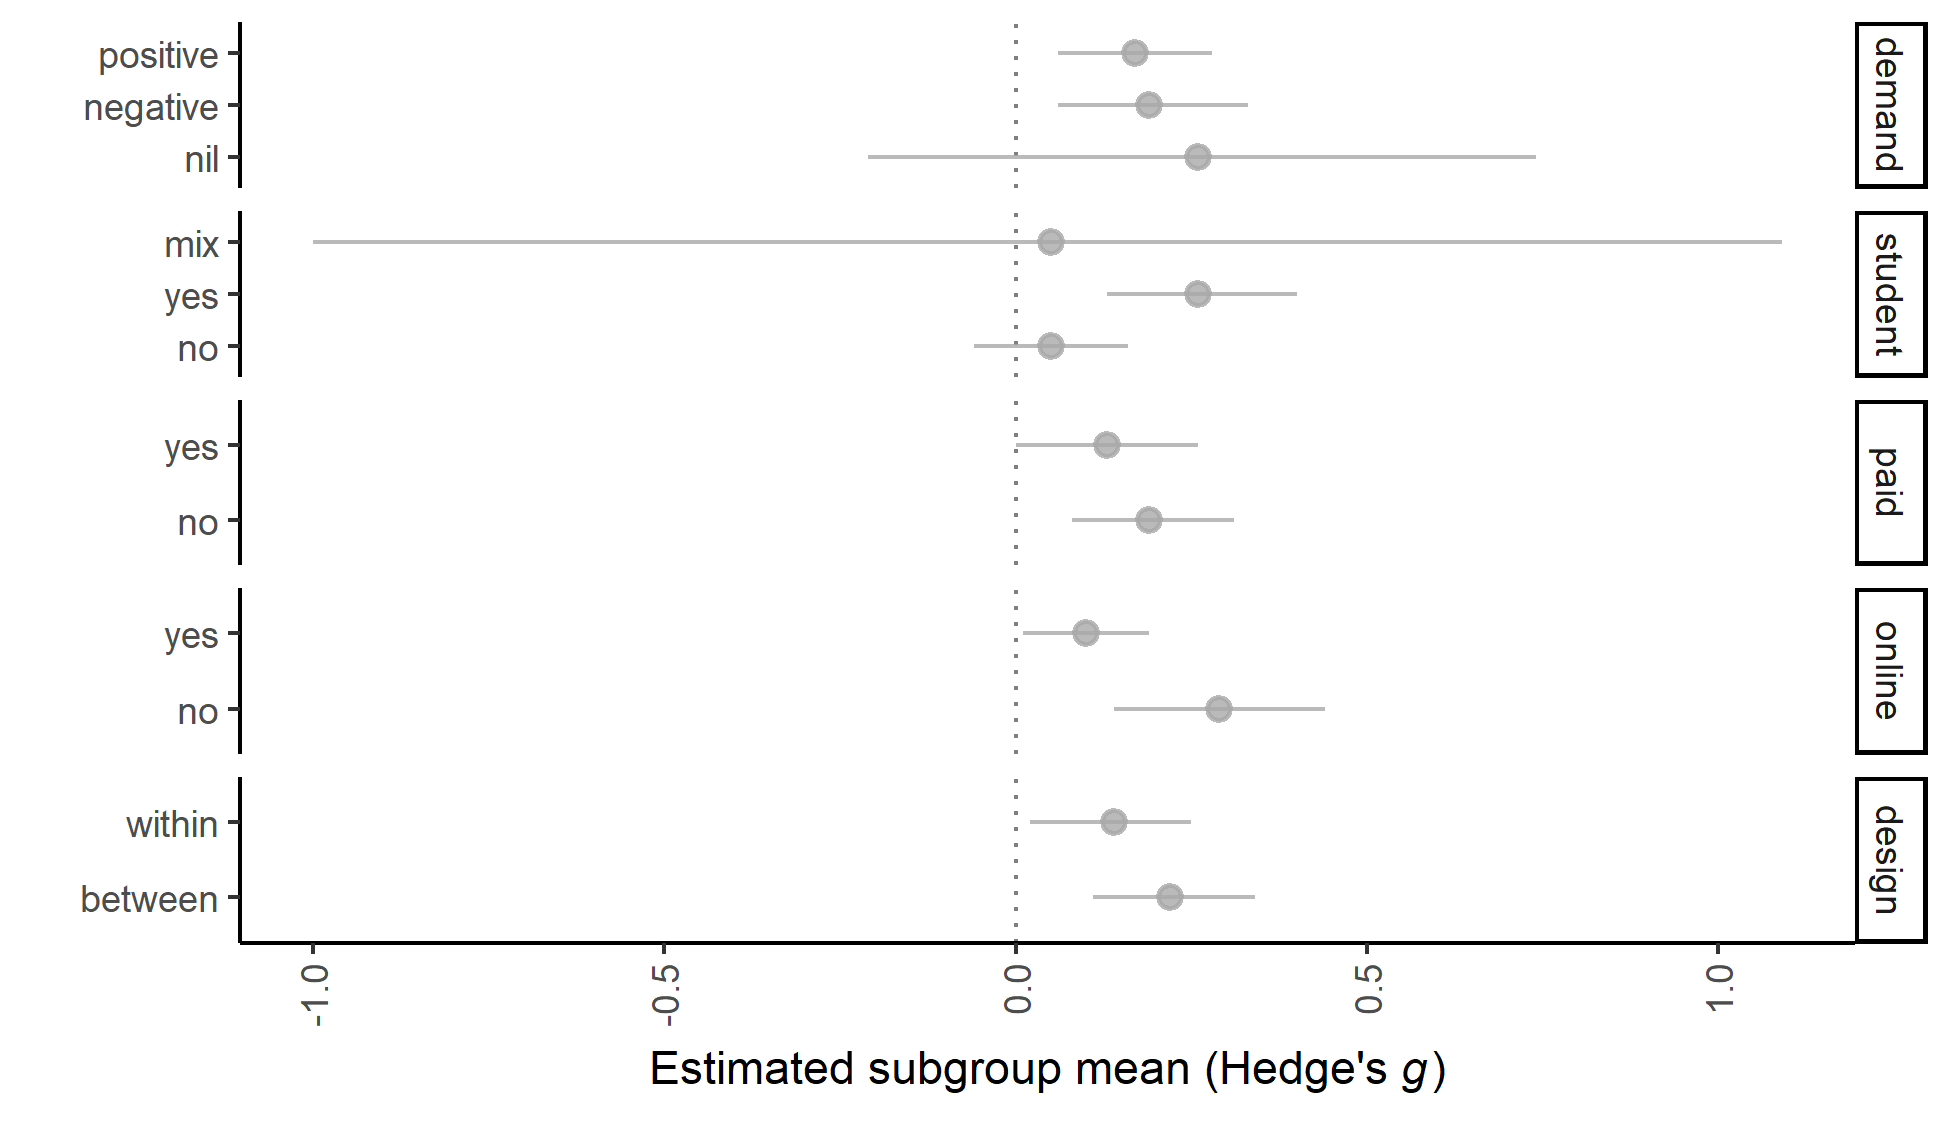 positive
negative
nil
demand
mix
yes
no
student
yes
no
paid
yes
no
online
within
between
design
-1.0
-0.5
0.0
0.5
1.0
Estimated subgroup mean (Hedge's g)